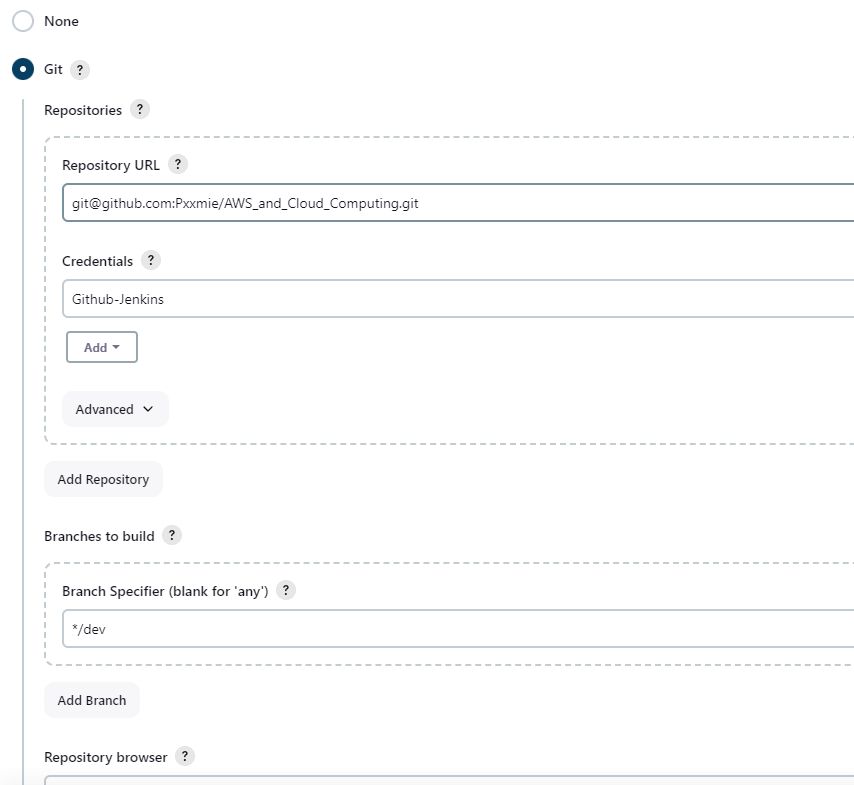 None
Git ?
Repositories ?
Repository URL ?
git@github.com:Pxxmie/AWS_and_Cloud_Computing.git
Credentials ?
Github-Jenkins
Add
Advanced
Add Repository
Branches to build ?
Branch Specifier (blank for 'any') ?
*/dev
Add Branch
Repository browser ?